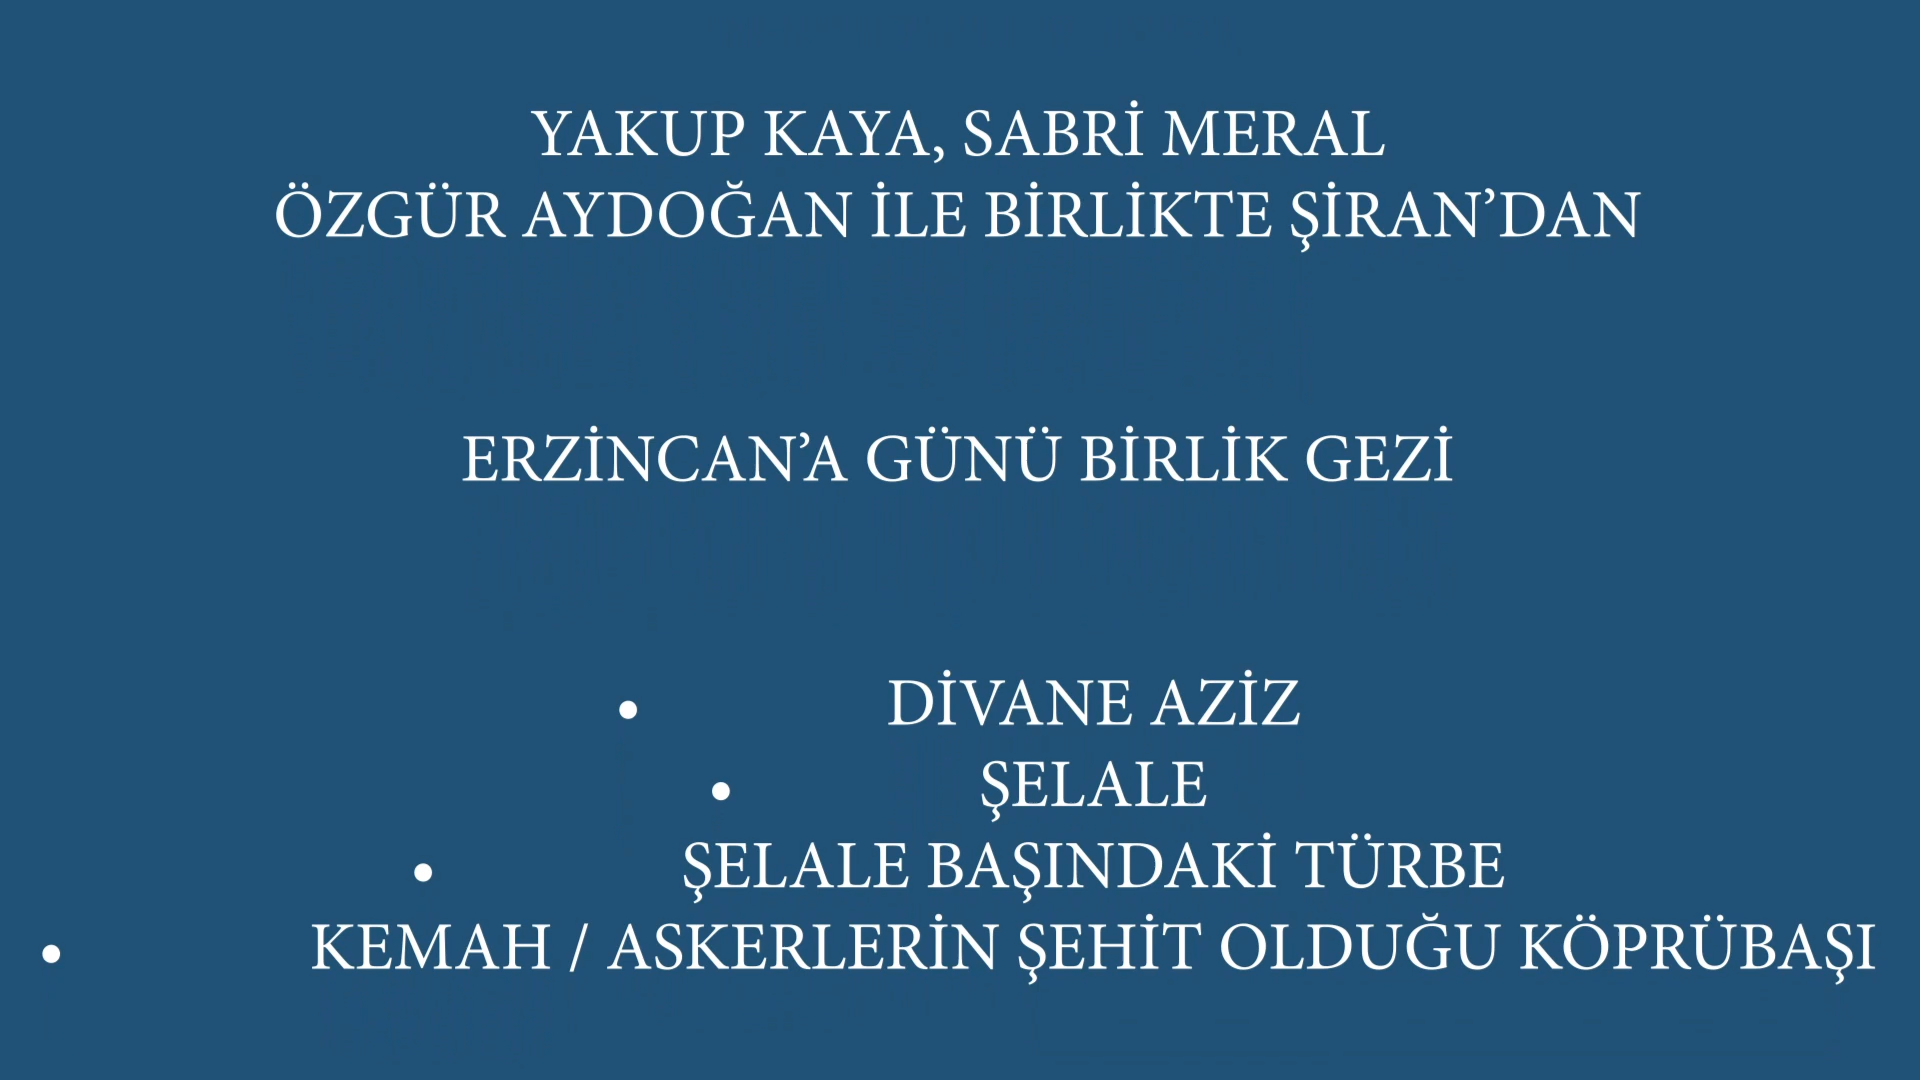 YAKUP KAYA, SABRİ MERAL
ÖZGÜR AYDOĞAN İLE BİRLİKTE ŞİRAN’DAN
ERZİNCAN’A GÜNÜ BİRLİK GEZİ
• DİVANE AZİZ
• ŞELALE
• ŞELALE BAŞINDAKİ TÜRBE
• KEMAH / ASKERLERİN ŞEHİT OLDUĞU KÖPRÜBAŞI